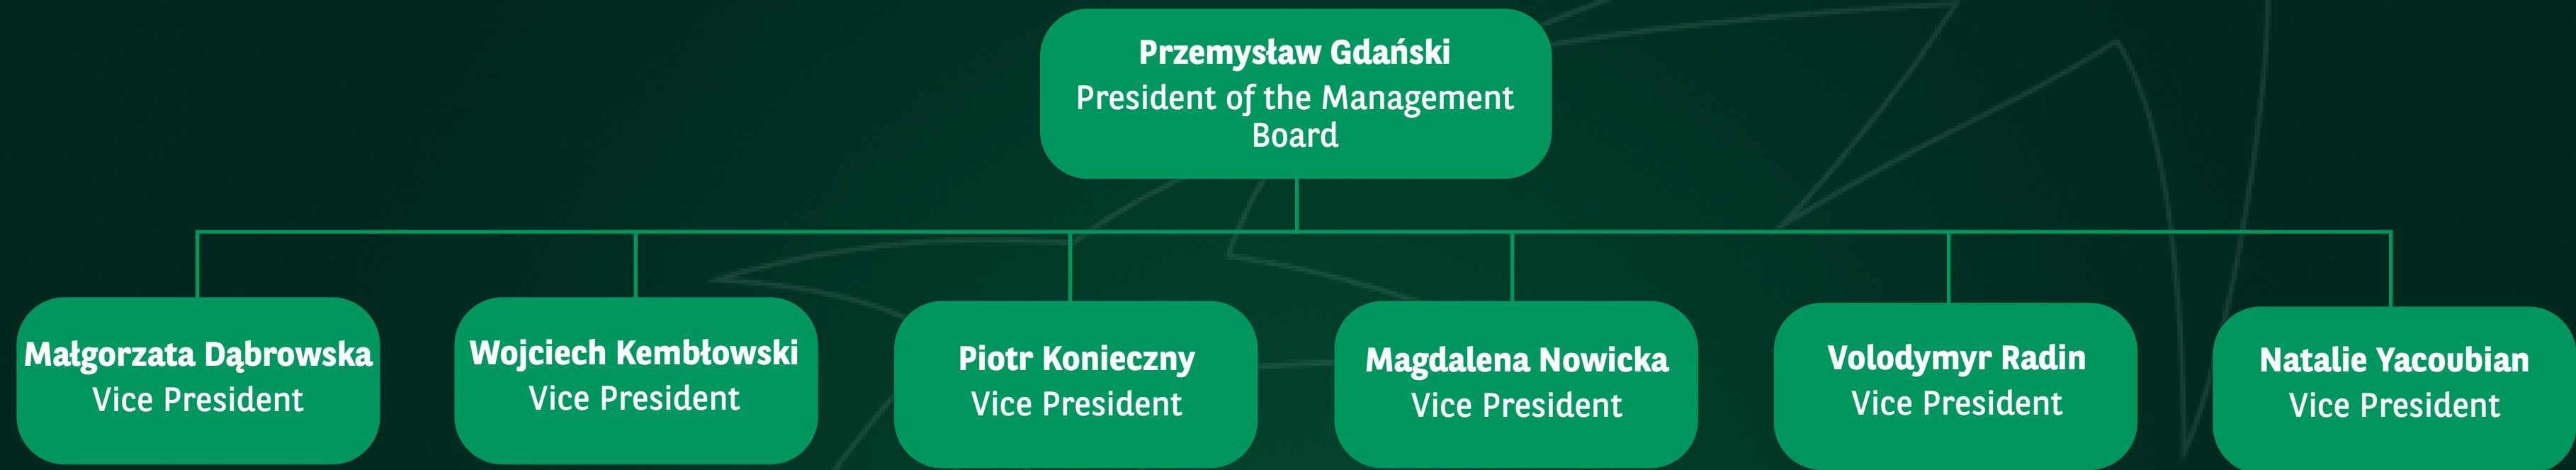 Przemysław Gdański
President of the Management
Board
Małgorzata Dąbrowska
Vice President
Wojciech Kembłowski
Vice President
Piotr Konieczny
Vice President
Magdalena Nowicka
Vice President
Volodymyr Radin
Vice President
Natalie Yacoubian
Vice President